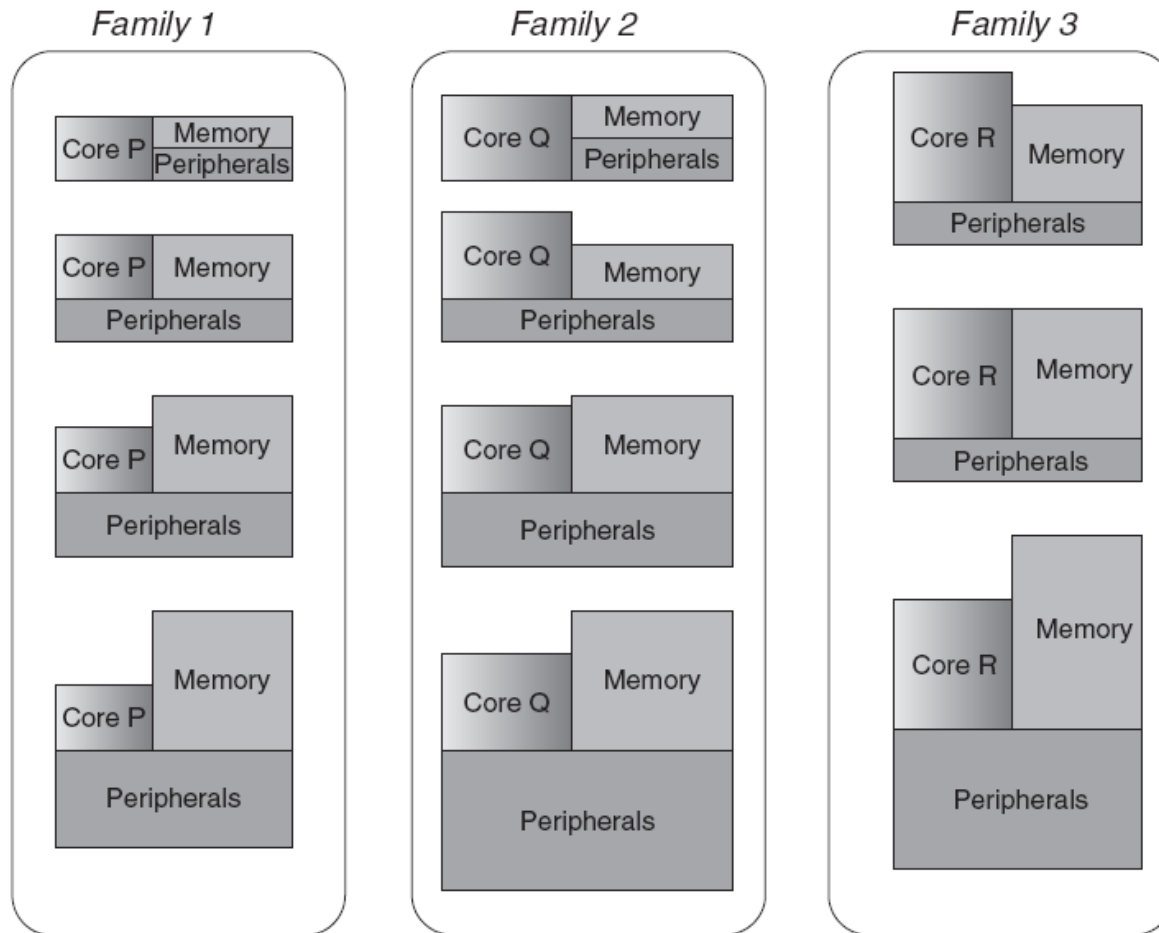 Family 1
Core P
Memory
Peripherals
Core P
Memory
Peripherals
Core P
Memory
Peripherals
Core P
Memory
Peripherals
Family 2
Core Q
Memory
Peripherals
Core Q
Memory
Peripherals
Core Q
Memory
Peripherals
Core Q
Memory
Peripherals
Family 3
Core R
Memory
Peripherals
Core R
Memory
Peripherals
Core R
Memory
Peripherals